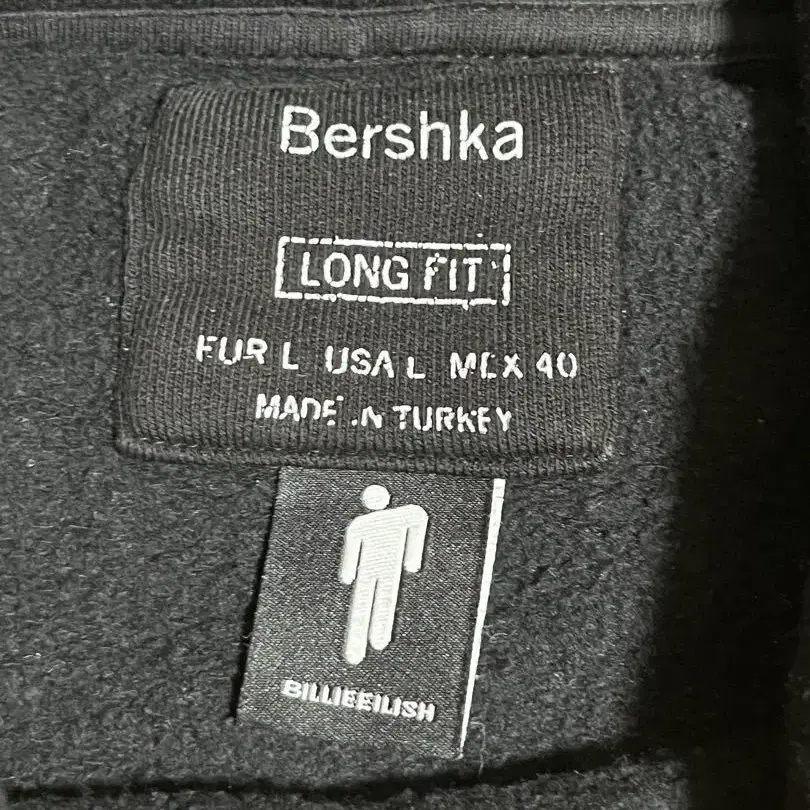 Bershka
LONG FIT
EUR L USA L MEX 40
MADE IN TURKEY
BILLIEEILISH